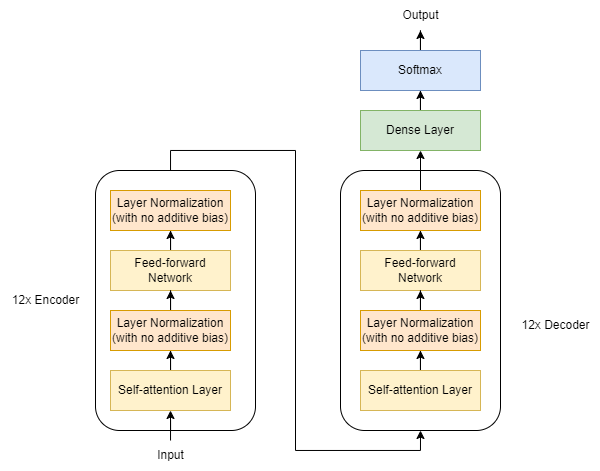 Output
Softmax
Dense Layer
Layer Normalization
(with no additive bias)
Feed-forward
Network
12x Encoder
Layer Normalization
(with no additive bias)
Self-attention Layer
Input
Layer Normalization
(with no additive bias)
Feed-forward
Network
Layer Normalization
(with no additive bias)
12x Decoder
Self-attention Layer